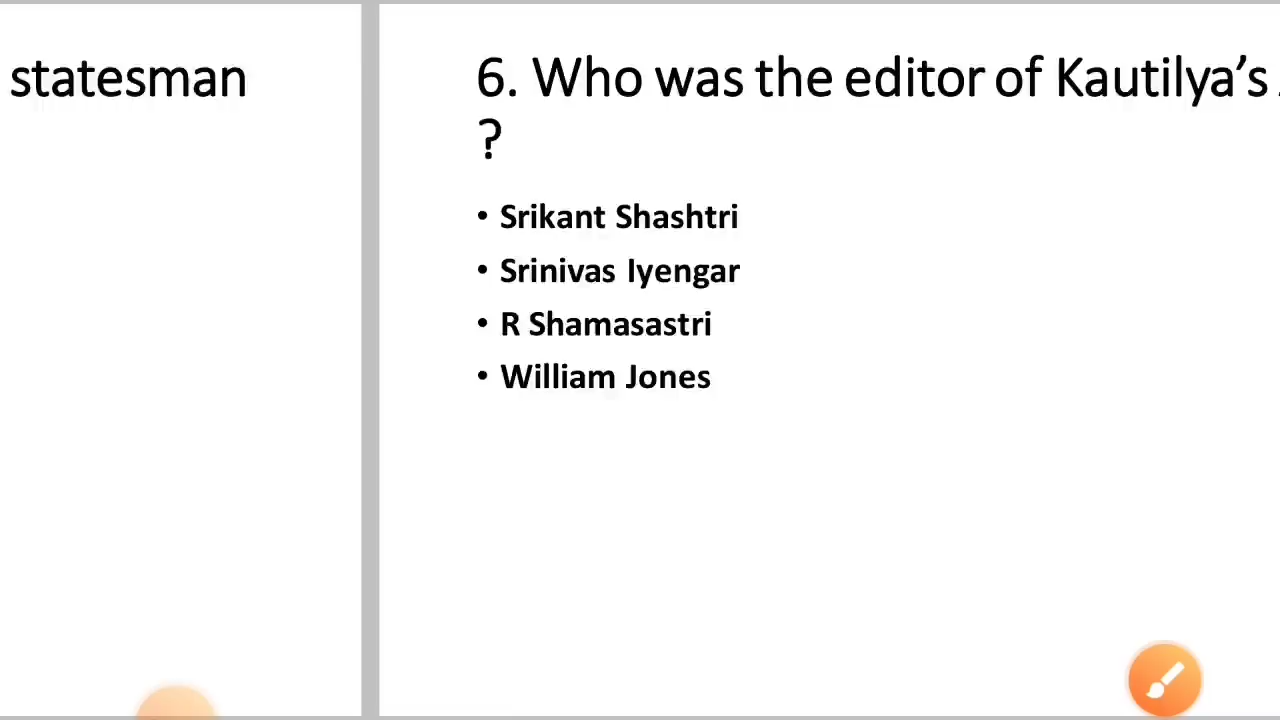 statesman
6. Who was the editor of Kautilya’s
?
• Srikant Shashtri
• Srinivas Iyengar
• R Shamasastri
• William Jones